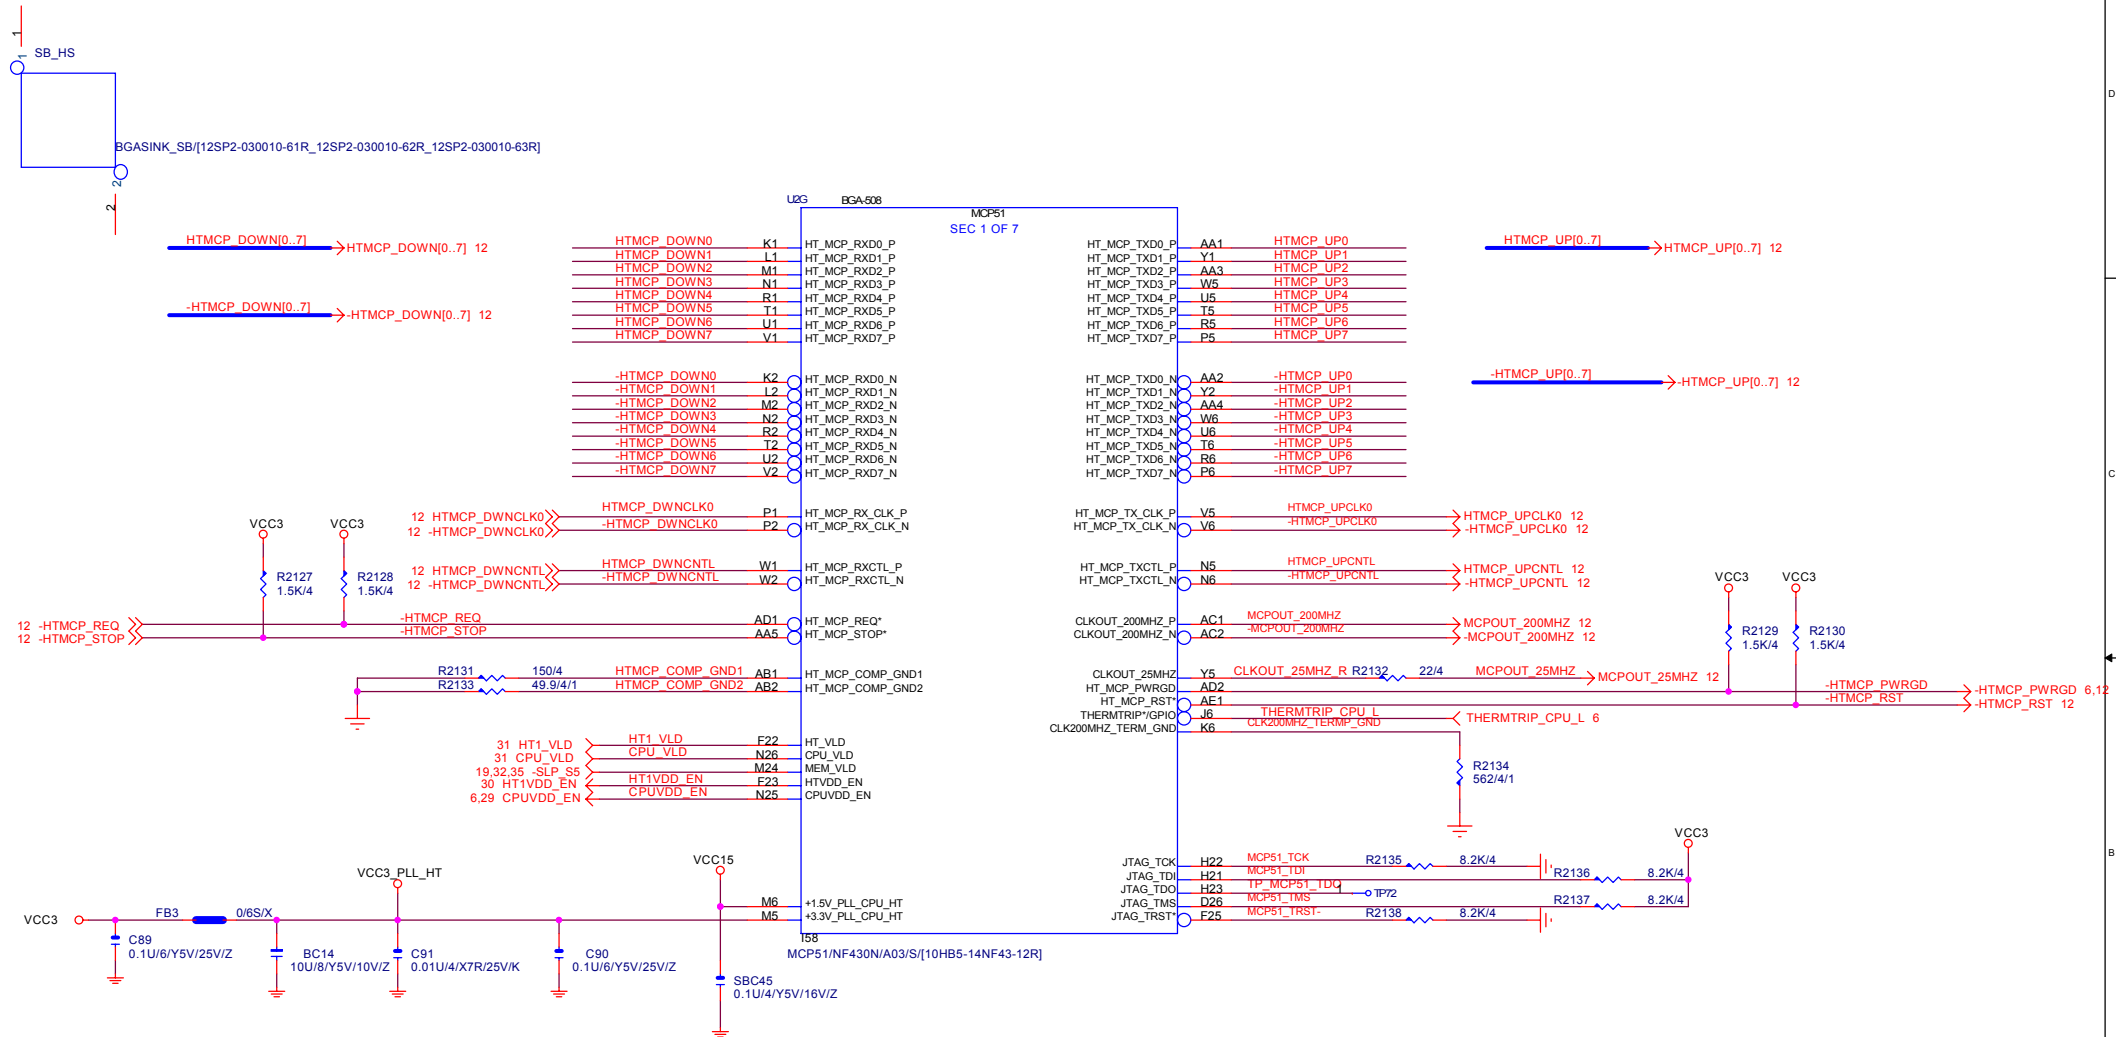 1
1 SB_HS
BGASINK_SB/[12SP2-030010-61R_12SP2-030010-62R_12SP2-030010-63R]
2
2
U2G BGA-508
MCP51
SEC 1 OF 7
HTMCP_DOWN[0..7] HTMCP_DOWN[0..7] 12
-HTMCP_DOWN[0..7] -HTMCP_DOWN[0..7] 12
HTMCP_UP[0..7] HTMCP_UP[0..7] 12
-HTMCP_UP[0..7] -HTMCP_UP[0..7] 12
HTMCP_DOWN0 K1 HT_MCP_RXD0_P HT_MCP_TXD0_P AA1 HTMCP_UP0
HTMCP_DOWN1 L1 HT_MCP_RXD1_P HT_MCP_TXD1_P Y1 HTMCP_UP1
HTMCP_DOWN2 M1 HT_MCP_RXD2_P HT_MCP_TXD2_P AA3 HTMCP_UP2
HTMCP_DOWN3 N1 HT_MCP_RXD3_P HT_MCP_TXD3_P W5 HTMCP_UP3
HTMCP_DOWN4 R1 HT_MCP_RXD4_P HT_MCP_TXD4_P U5 HTMCP_UP4
HTMCP_DOWN5 T1 HT_MCP_RXD5_P HT_MCP_TXD5_P T5 HTMCP_UP5
HTMCP_DOWN6 U1 HT_MCP_RXD6_P HT_MCP_TXD6_P R5 HTMCP_UP6
HTMCP_DOWN7 V1 HT_MCP_RXD7_P HT_MCP_TXD7_P P5 HTMCP_UP7
-HTMCP_DOWN0 K2 HT_MCP_RXD0_N HT_MCP_TXD0_N AA2 -HTMCP_UP0
-HTMCP_DOWN1 L2 HT_MCP_RXD1_N HT_MCP_TXD1_N Y2 -HTMCP_UP1
-HTMCP_DOWN2 M2 HT_MCP_RXD2_N HT_MCP_TXD2_N AA4 -HTMCP_UP2
-HTMCP_DOWN3 N2 HT_MCP_RXD3_N HT_MCP_TXD3_N W6 -HTMCP_UP3
-HTMCP_DOWN4 R2 HT_MCP_RXD4_N HT_MCP_TXD4_N U6 -HTMCP_UP4
-HTMCP_DOWN5 T2 HT_MCP_RXD5_N HT_MCP_TXD5_N T6 -HTMCP_UP5
-HTMCP_DOWN6 U2 HT_MCP_RXD6_N HT_MCP_TXD6_N R6 -HTMCP_UP6
-HTMCP_DOWN7 V2 HT_MCP_RXD7_N HT_MCP_TXD7_N P6 -HTMCP_UP7
12 HTMCP_DWNCLK0 HTMCP_DWNCLK0 P1 HT_MCP_RX_CLK_P HT_MCP_TX_CLK_P V5 HTMCP_UPCLK0 HTMCP_UPCLK0 12
12 -HTMCP_DWNCLK0 -HTMCP_DWNCLK0 P2 HT_MCP_RX_CLK_N HT_MCP_TX_CLK_N V6 -HTMCP_UPCLK0 -HTMCP_UPCLK0 12
12 HTMCP_DWNCNTL HTMCP_DWNCNTL W1 HT_MCP_RXCTL_P HT_MCP_TXCTL_P N5 HTMCP_UPCNTL HTMCP_UPCNTL 12
12 -HTMCP_DWNCNTL -HTMCP_DWNCNTL W2 HT_MCP_RXCTL_N HT_MCP_TXCTL_N N6 -HTMCP_UPCNTL -HTMCP_UPCNTL 12
VCC3 VCC3
R2127 R2128
1.5K/4 1.5K/4
VCC3 VCC3
R2129 R2130
1.5K/4 1.5K/4
12 -HTMCP_REQ -HTMCP_REQ AD1 HT_MCP_REQ* CLKOUT_200MHZ_P AC1 MCPOUT_200MHZ MCPOUT_200MHZ 12
12 -HTMCP_STOP -HTMCP_STOP AA5 HT_MCP_STOP* CLKOUT_200MHZ_N AC2 -MCPOUT_200MHZ -MCPOUT_200MHZ 12
R2131 150/4 HTMCP_COMP_GND1 AB1 HT_MCP_COMP_GND1 CLKOUT_25MHZ Y5 CLKOUT_25MHZ_R R2132 22/4 MCPOUT_25MHZ MCPOUT_25MHZ 12
R2133 49.9/4/1 HTMCP_COMP_GND2 AB2 HT_MCP_COMP_GND2 HT_MCP_PWRGD AD2 -HTMCP_PWRGD -HTMCP_PWRGD 6,12
HT_MCP_RST* AE1 -HTMCP_RST -HTMCP_RST 12
THERMTRIP*/GPIO J6 THERMTRIP_CPU_L THERMTRIP_CPU_L 6
CLK200MHZ_TERM_GND K6 CLK200MHZ_TERMP_GND
R2134
562/4/1
31 HT1_VLD HT1_VLD F22 HT_VLD
31 CPU_VLD CPU_VLD N26 CPU_VLD
19,32,35 -SLP_S5 M24 MEM_VLD
30 HT1VDD_EN HT1VDD_EN F23 HTVDD_EN
6,29 CPUVDD_EN CPUVDD_EN N25 CPUVDD_EN
VCC3
JTAG_TCK H22 MCP51_TCK R2135 8.2K/4
JTAG_TDI H21 MCP51_TDI R2136 8.2K/4
JTAG_TDO H23 TP_MCP51_TDO 1 TP72
JTAG_TMS D26 MCP51_TMS R2137 8.2K/4
JTAG_TRST* F25 MCP51_TRST- R2138 8.2K/4
VCC15
VCC3_PLL_HT
M6 +1.5V_PLL_CPU_HT
VCC3 FB3 0/6S/X M5 +3.3V_PLL_CPU_HT
C89
0.1U/6/Y5V/25V/Z
BC14
10U/8/Y5V/10V/Z
C91
0.01U/4/X7R/25V/K
C90
0.1U/6/Y5V/25V/Z
SBC45
0.1U/4/Y5V/16V/Z
158
MCP51/NF430N/A03/S/[10HB5-14NF43-12R]
D
C
B